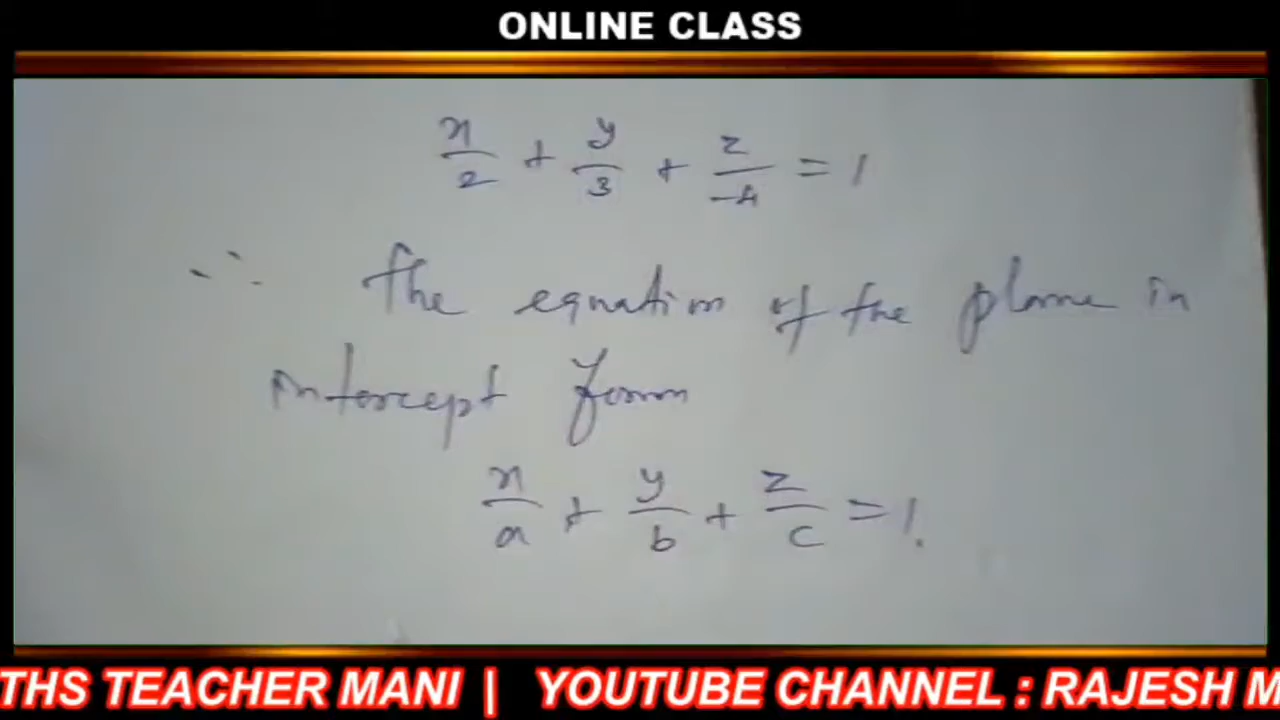 ONLINE CLASS
x/2 + y/3 + z/-4 = 1
∴ The equation of the plane in
intercept form
x/a + y/b + z/c = 1.
THS TEACHER MANI | YOUTUBE CHANNEL : RAJESH M